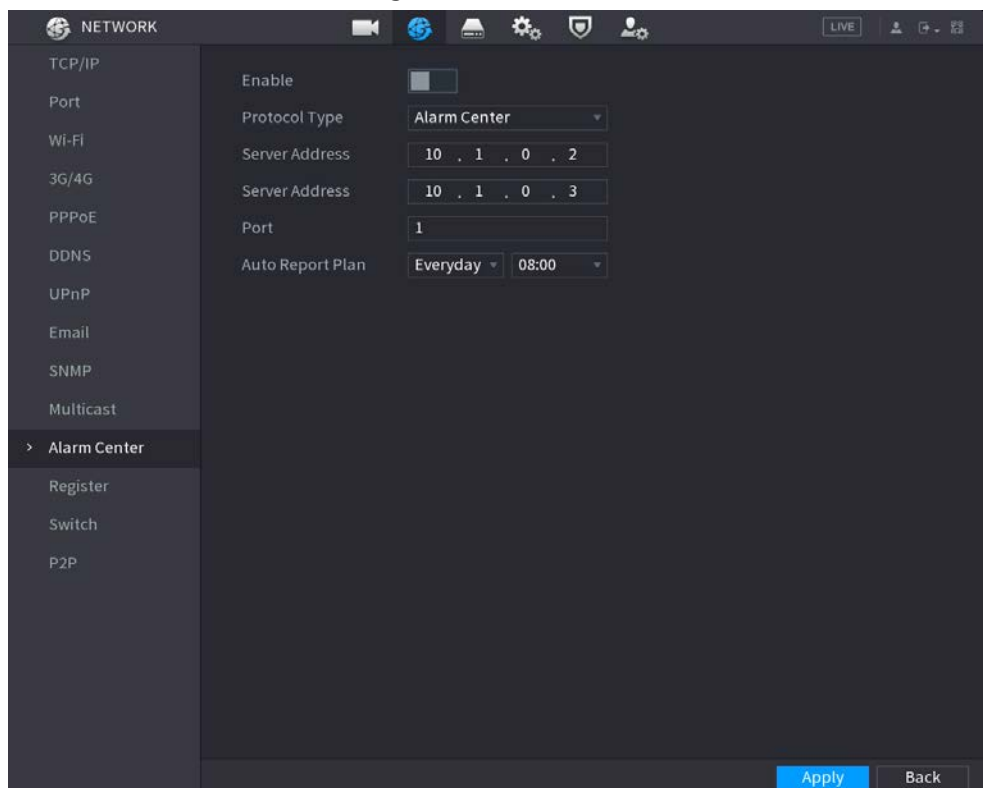 NETWORK
LIVE
TCP/IP
Port
Wi-Fi
3G/4G
PPPoE
DDNS
UPnP
Email
SNMP
Multicast
> Alarm Center
Register
Switch
P2P
Enable
Protocol Type Alarm Center
Server Address 10 . 1 . 0 . 2
Server Address 10 . 1 . 0 . 3
Port 1
Auto Report Plan Everyday 08:00
Apply Back